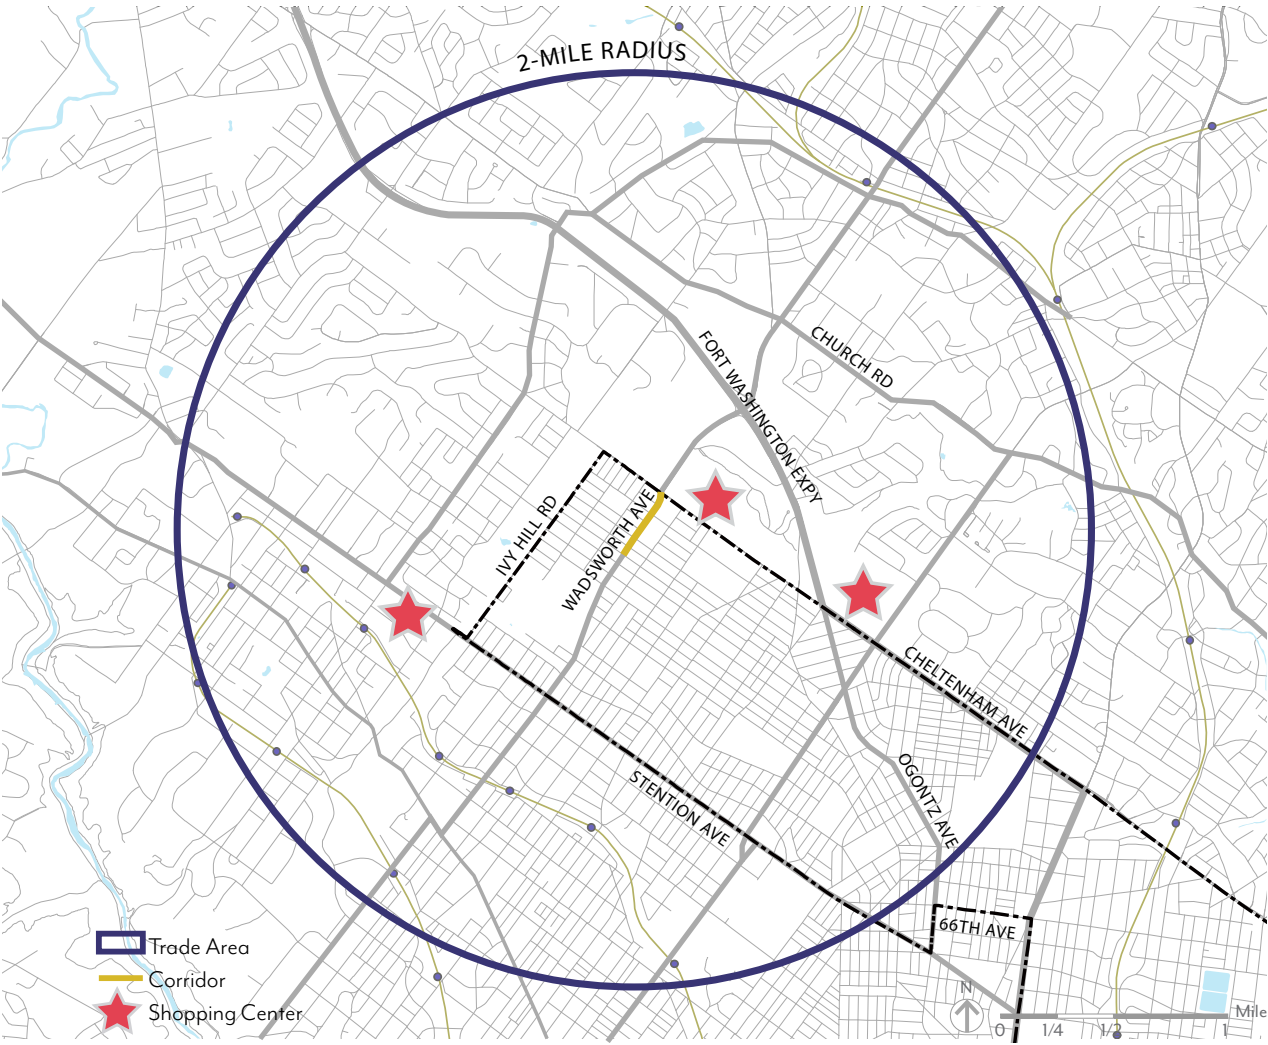 2-MILE RADIUS
CHURCH RD
FORT WASHINGTON EXPY
IVY HILL RD
WADSWORTH AVE
CHELTENHAM AVE
STENTION AVE
OGONTZ AVE
66TH AVE
Trade Area
Corridor
Shopping Center
N
Mile
0 1/4 1/2 1